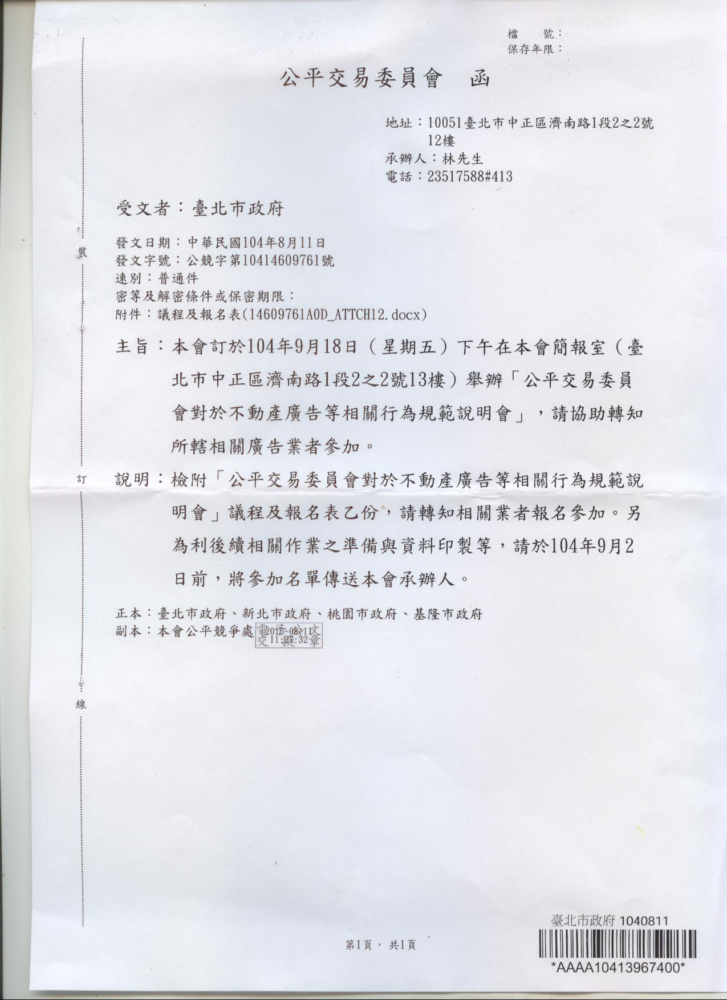 檔　　號：
保存年限：
公平交易委員會　函
地址：10051臺北市中正區濟南路1段2之2號
12樓
承辦人：林先生
電話：23517588#413
受文者：臺北市政府
發文日期：中華民國104年8月11日
發文字號：公競字第10414609761號
速別：普通件
密等及解密條件或保密期限：
附件：議程及報名表(14609761A0D_ATTCH12.docx)
主旨：本會訂於104年9月18日（星期五）下午在本會簡報室（臺
北市中正區濟南路1段2之2號13樓）舉辦「公平交易委員
會對於不動產廣告等相關行為規範說明會」，請協助轉知
所轄相關廣告業者參加。
說明：檢附「公平交易委員會對於不動產廣告等相關行為規範說
明會」議程及報名表乙份，請轉知相關業者報名參加。另
為利後續相關作業之準備與資料印製等，請於104年9月2
日前，將參加名單傳送本會承辦人。
正本：臺北市政府、新北市政府、桃園市政府、基隆市政府
副本：本會公平競爭處
電子公文
2015-08-11
交換章
11:27:32
裝
訂
線
第1頁，共1頁
臺北市政府 1040811
*AAAA10413967400*